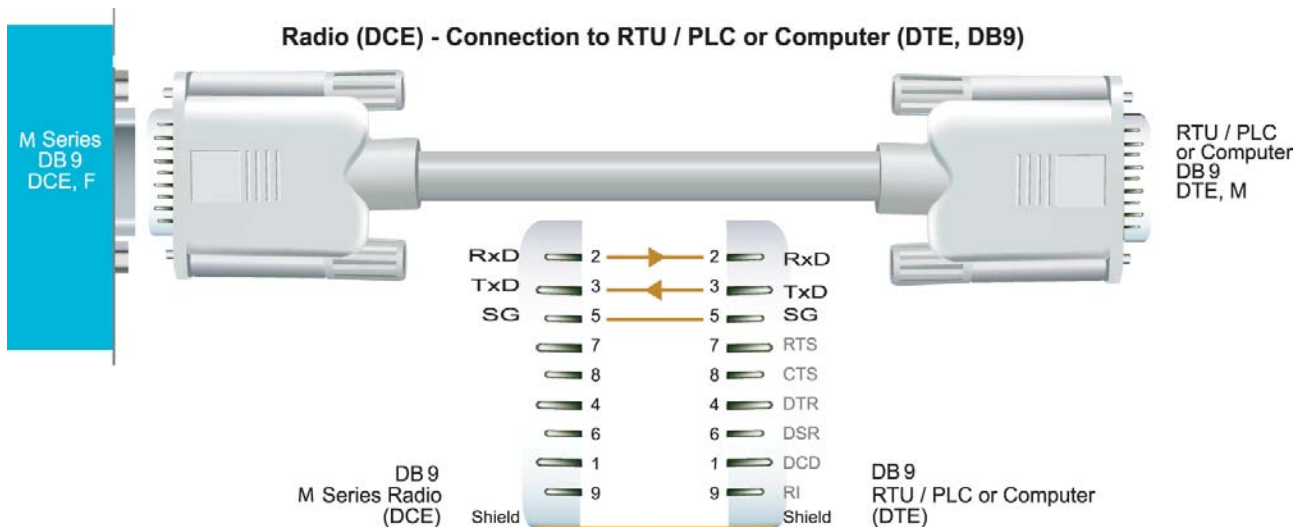 Radio (DCE) - Connection to RTU / PLC or Computer (DTE, DB9)
M Series
DB 9
DCE, F
RTU / PLC
or Computer
DB 9
DTE, M
RxD 2 2 RxD
TxD 3 3 TxD
SG 5 5 SG
7 7 RTS
8 8 CTS
4 4 DTR
6 6 DSR
1 1 DCD
9 9 RI
Shield Shield
DB 9
M Series Radio
(DCE)
DB 9
RTU / PLC or Computer
(DTE)